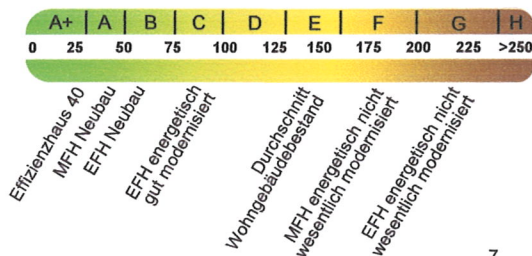 A+ A B C D E F G H
0 25 50 75 100 125 150 175 200 225 >250
Effizienzhaus 40
MFH Neubau
EFH Neubau
EFH energetisch
gut modernisiert
Durchschnitt
Wohngebäudebestand
MFH energetisch nicht
wesentlich modernisiert
EFH energetisch nicht
wesentlich modernisiert
7